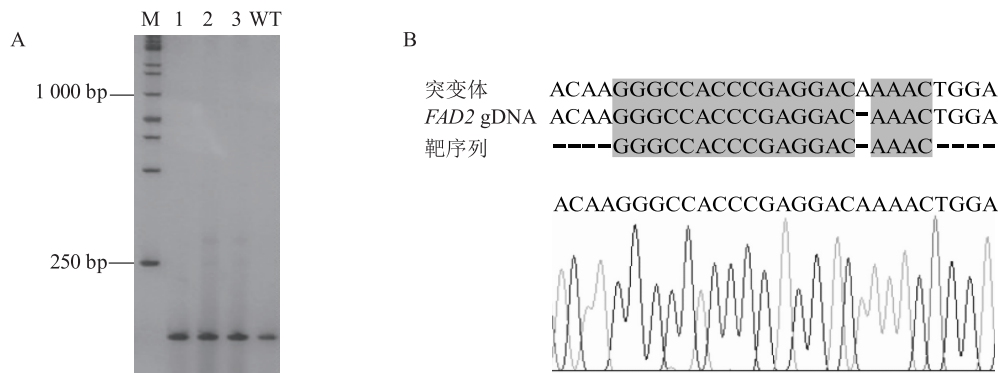 A
M 1 2 3 WT
1 000 bp
250 bp
B
突变体 ACAAGGGCCACCCGAGGACAAAACTGGA
FAD2 gDNA ACAAGGGCCACCCGAGGAC-AAACTGGA
靶序列 ----GGGCCACCCGAGGAC-AAAC----
ACAAGGGCCACCCGAGGACAAAACTGGA